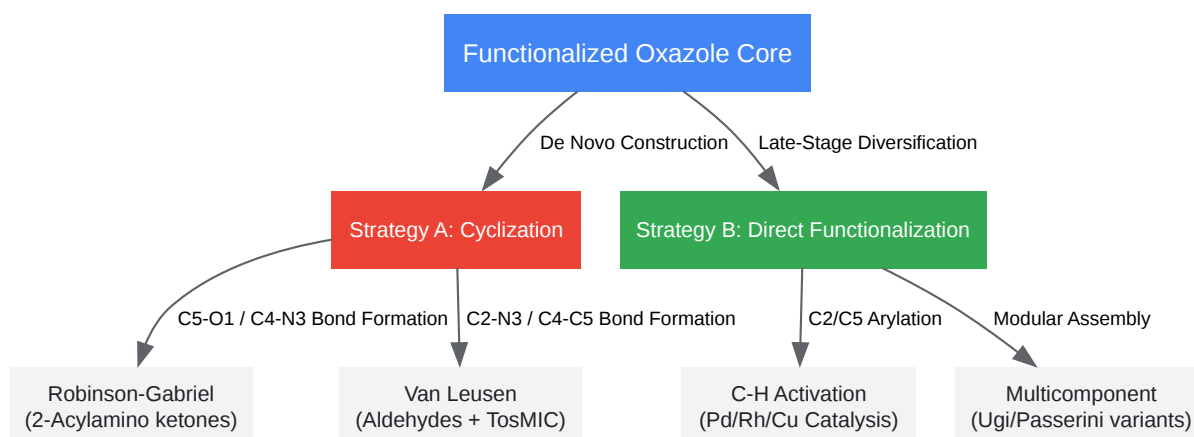 Functionalized Oxazole Core
De Novo Construction
Late-Stage Diversification
Strategy A: Cyclization
Strategy B: Direct Functionalization
C5-O1 / C4-N3 Bond Formation
C2-N3 / C4-C5 Bond Formation
C2/C5 Arylation
Modular Assembly
Robinson-Gabriel
(2-Acylamino ketones)
Van Leusen
(Aldehydes + TosMIC)
C-H Activation
(Pd/Rh/Cu Catalysis)
Multicomponent
(Ugi/Passerini variants)